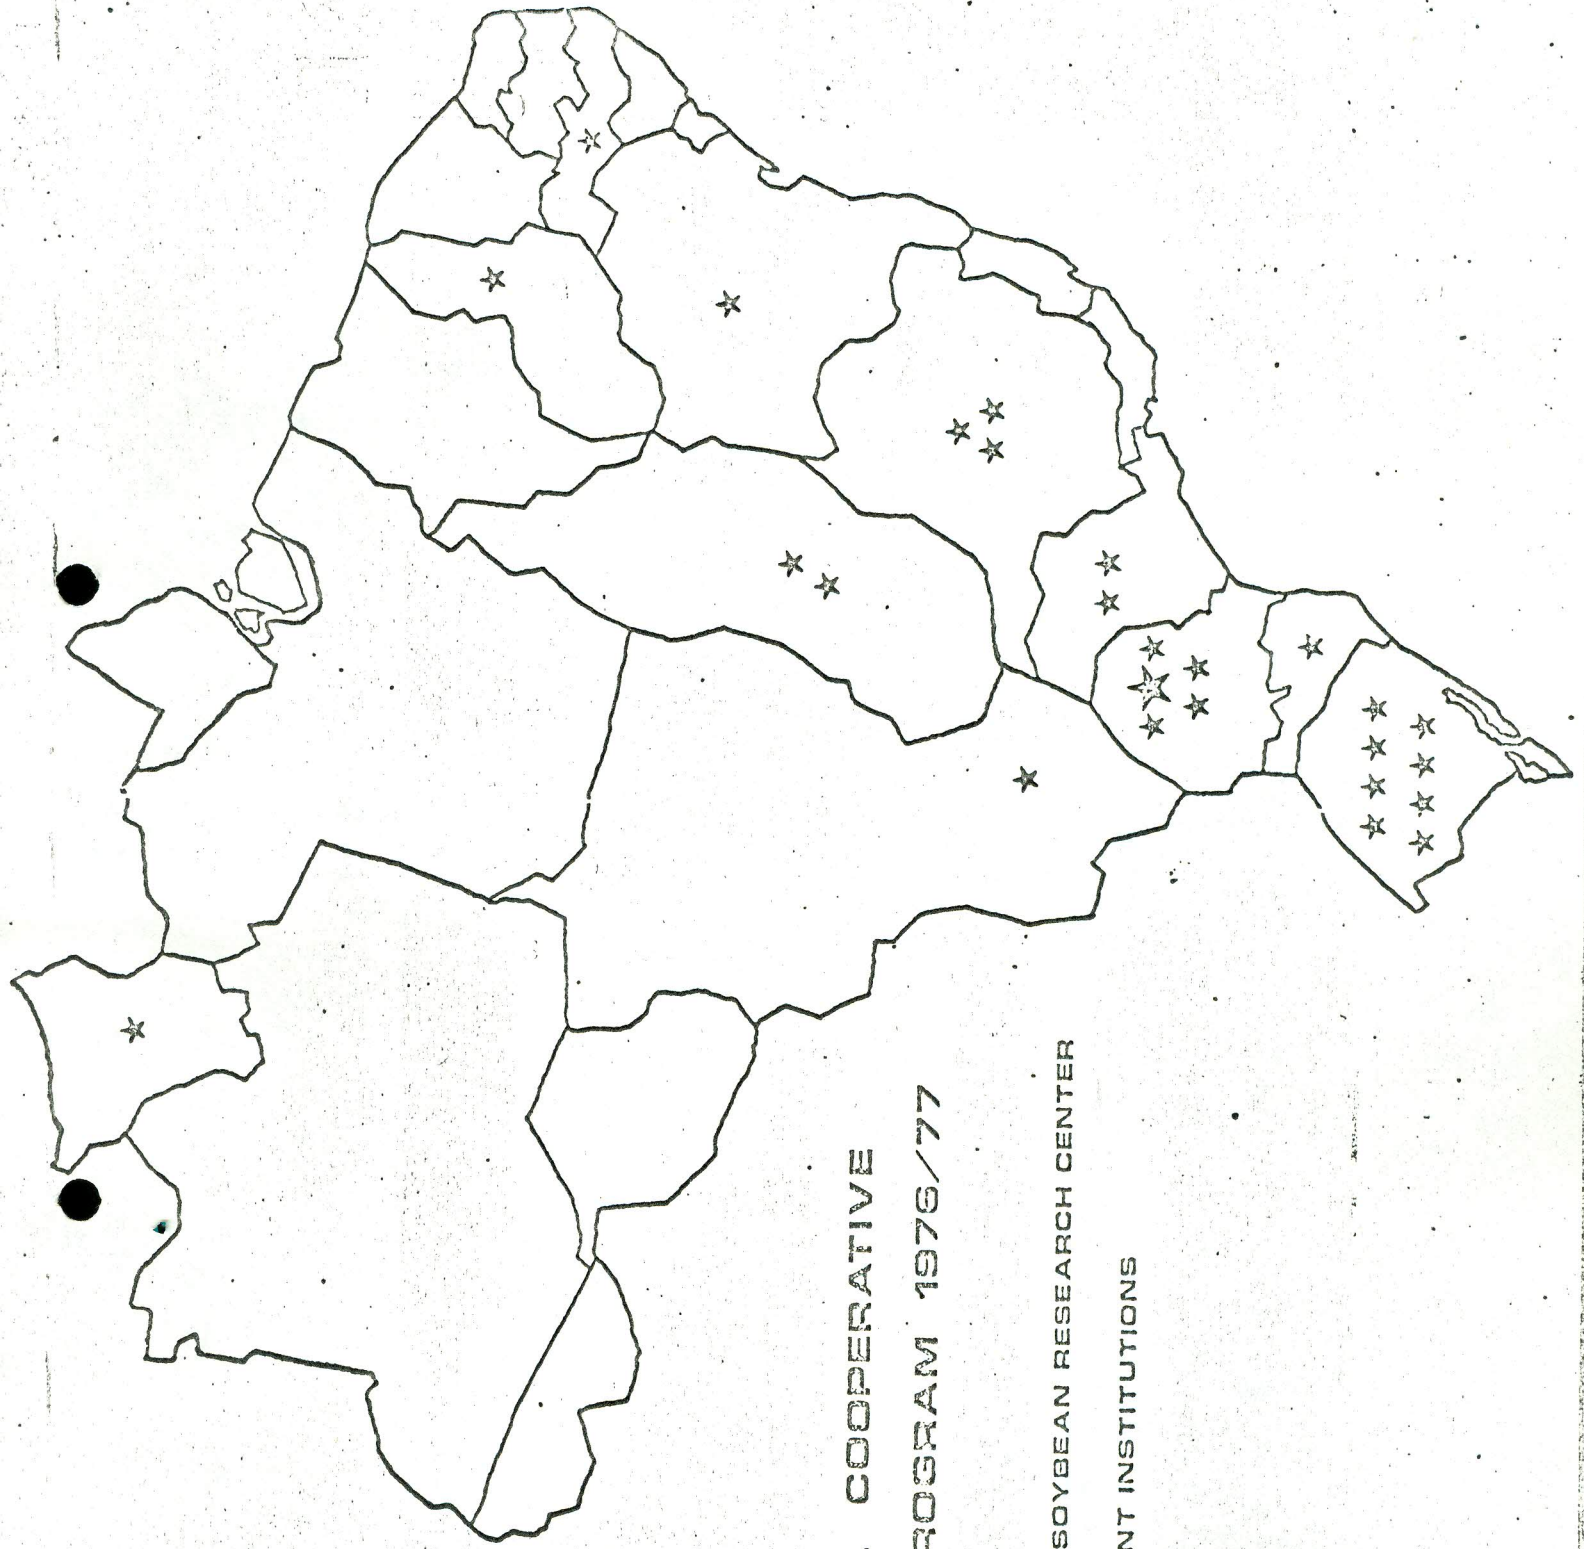 COOPERATIVE
ROGRAM 1976/77
SOYBEAN RESEARCH CENTER
NT INSTITUTIONS